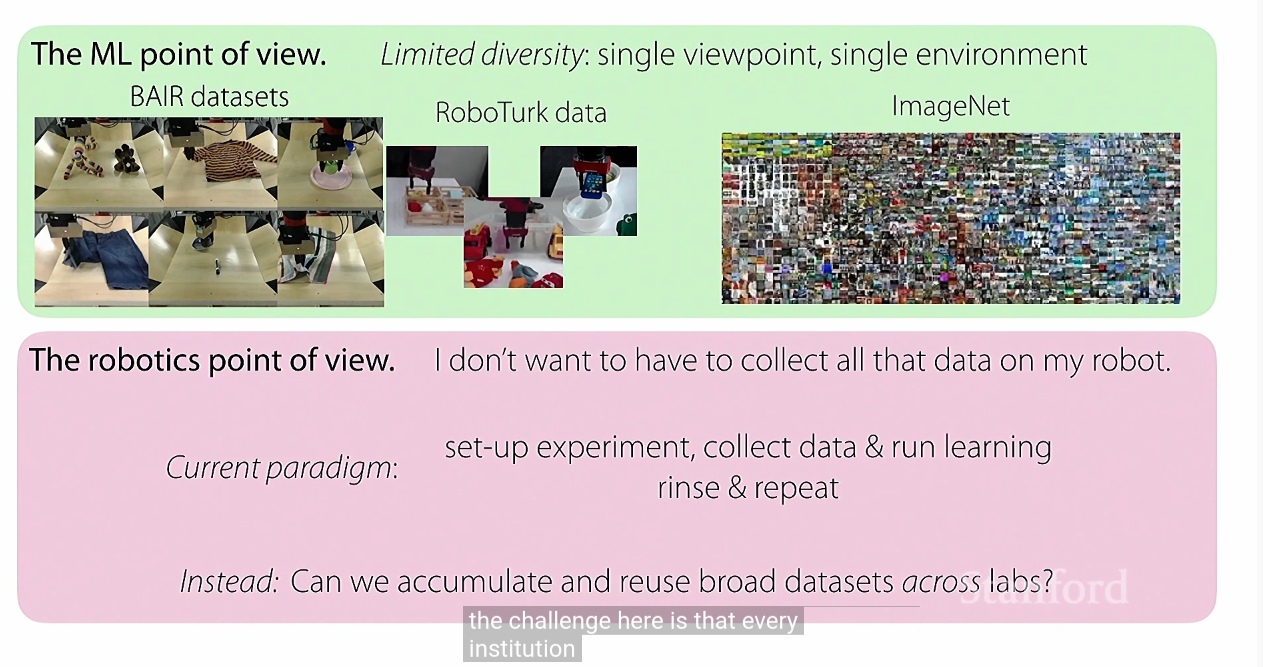 The ML point of view. Limited diversity: single viewpoint, single environment
BAIR datasets
RoboTurk data
ImageNet
The robotics point of view. I don't want to have to collect all that data on my robot.
Current paradigm:
set-up experiment, collect data & run learning
rinse & repeat
Instead: Can we accumulate and reuse broad datasets across labs?
Stanford
the challenge here is that every
institution